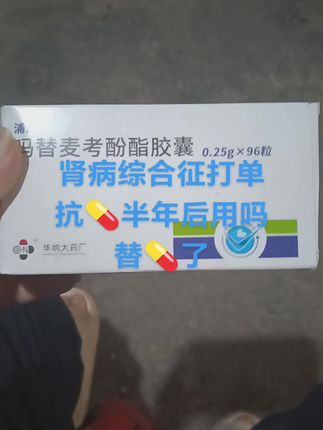 浦
吗替麦考酚酯胶囊 0.25g×96粒
肾病综合征打单
抗💊半年后用吗
替💊了
华纳大药厂